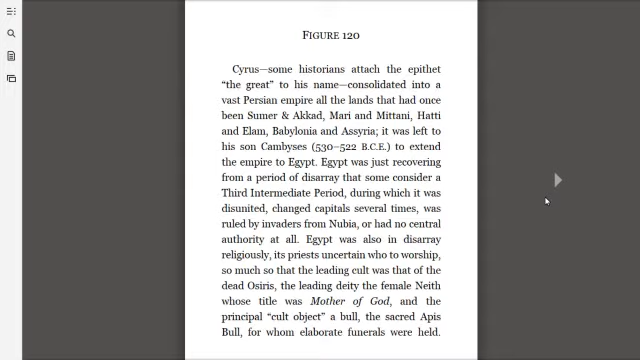 FIGURE 120
Cyrus—some historians attach the epithet
“the great” to his name—consolidated into a
vast Persian empire all the lands that had once
been Sumer & Akkad, Mari and Mittani, Hatti
and Elam, Babylonia and Assyria; it was left to
his son Cambyses (530–522 B.C.E.) to extend
the empire to Egypt. Egypt was just recovering
from a period of disarray that some consider a
Third Intermediate Period, during which it was
disunited, changed capitals several times, was
ruled by invaders from Nubia, or had no central
authority at all. Egypt was also in disarray
religiously, its priests uncertain who to worship,
so much so that the leading cult was that of the
dead Osiris, the leading deity the female Neith
whose title was Mother of God, and the
principal “cult object” a bull, the sacred Apis
Bull, for whom elaborate funerals were held.